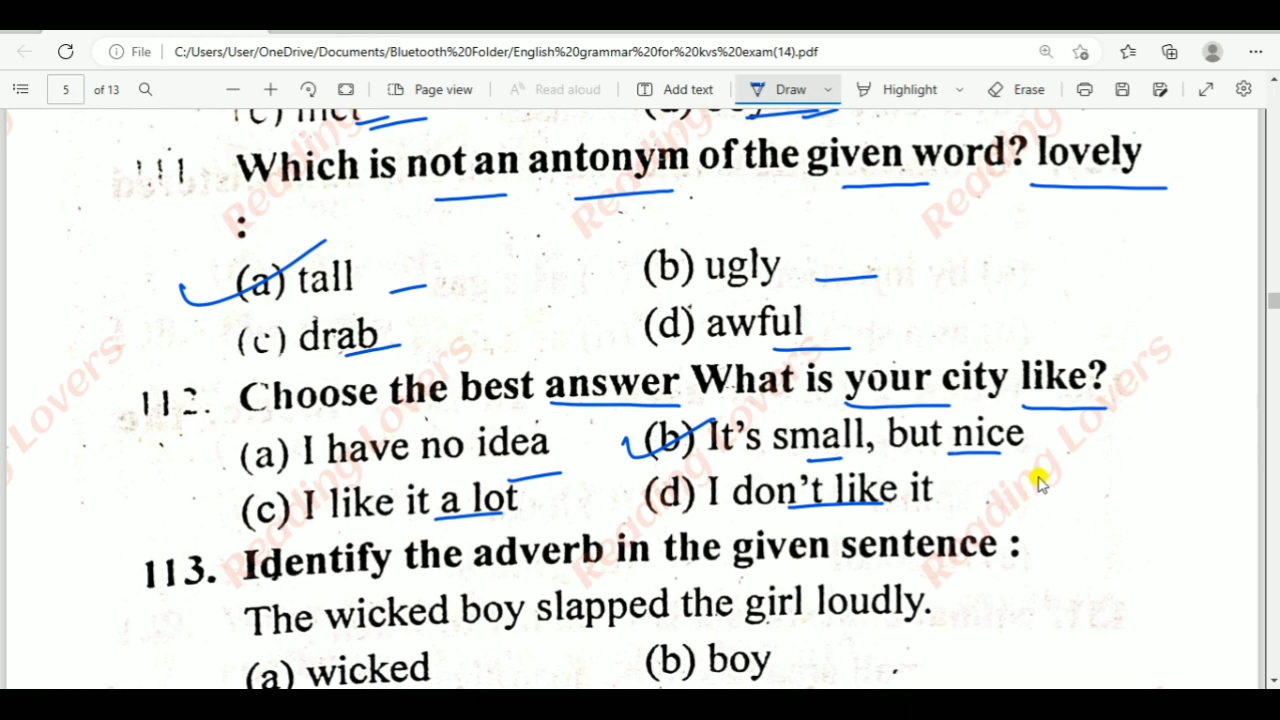 File C:/Users/User/OneDrive/Documents/Bluetooth%20Folder/English%20grammar%20for%20kvs%20exam(14).pdf
5 of 13 Page view Read aloud Add text Draw Highlight Erase
111. Which is not an antonym of the given word? lovely
:
(a) tall (b) ugly
(c) drab (d) awful
112. Choose the best answer What is your city like?
(a) I have no idea (b) It's small, but nice
(c) I like it a lot (d) I don't like it
113. Identify the adverb in the given sentence :
The wicked boy slapped the girl loudly.
(a) wicked (b) boy
Reading Lovers